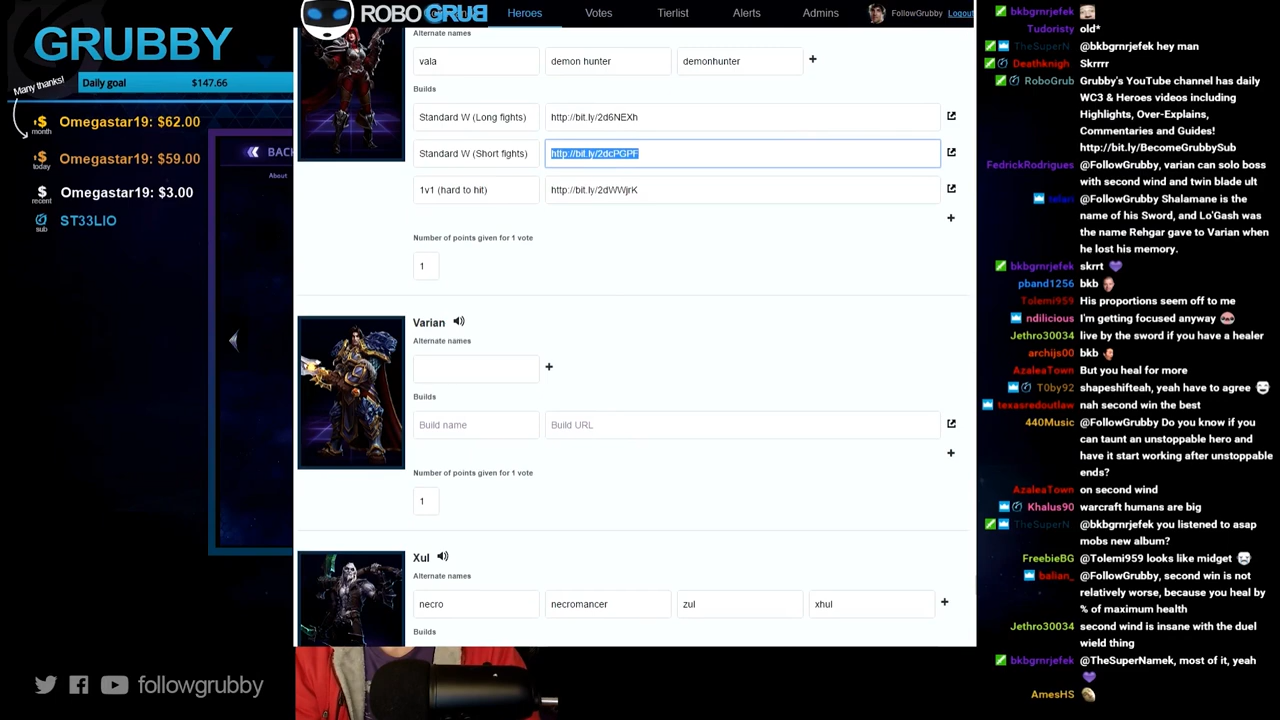 GRUBBY
Many thanks!
Daily goal $147.66
$ month Omegastar19: $62.00
$ today Omegastar19: $59.00
$ recent Omegastar19: $3.00
sub ST33LIO
BACK
About
followgrubby
ROBO GRUB
Heroes Votes Tierlist Alerts Admins FollowGrubby Logout
Alternate names
vala demon hunter demonhunter +
Builds
Standard W (Long fights) http://bit.ly/2d6NEXh
Standard W (Short fights) http://bit.ly/2dcPGPF
1v1 (hard to hit) http://bit.ly/2dWWjrK
+
Number of points given for 1 vote
1
Varian
Alternate names
+
Builds
Build name Build URL
+
Number of points given for 1 vote
1
Xul
Alternate names
necro necromancer zul xhul +
Builds
bkbgrnrjefek
Tudoristy old*
TheSuperN @bkbgrnrjefek hey man
Deathknigh Skrrrr
RoboGrub Grubby's YouTube channel has daily
WC3 & Heroes videos including
Highlights, Over-Explains,
Commentaries and Guides!
http://bit.ly/BecomeGrubbySub
FedrickRodrigues @FollowGrubby, varian can solo boss
with second wind and twin blade ult
@FollowGrubby Shalamane is the
name of his Sword, and Lo'Gash was
the name Rehgar gave to Varian when
he lost his memory.
bkbgrnrjefek skrrt
pband1256 bkb
Tolemi959 His proportions seem off to me
ndilicious I'm getting focused anyway
Jethro30034 live by the sword if you have a healer
archijs00 bkb
AzaleaTown But you heal for more
T0by92 shapeshifteah, yeah have to agree
texasredoutlaw nah second win the best
440Music @FollowGrubby Do you know if you
can taunt an unstoppable hero and
have it start working after unstoppable
ends?
AzaleaTown on second wind
Khalus90 warcraft humans are big
TheSuperN @bkbgrnrjefek you listened to asap
mobs new album?
FreebieBG @Tolemi959 looks like midget
balian_ @FollowGrubby, second win is not
relatively worse, because you heal by
% of maximum health
Jethro30034 second wind is insane with the duel
wield thing
bkbgrnrjefek @TheSuperNamek, most of it, yeah
AmesHS